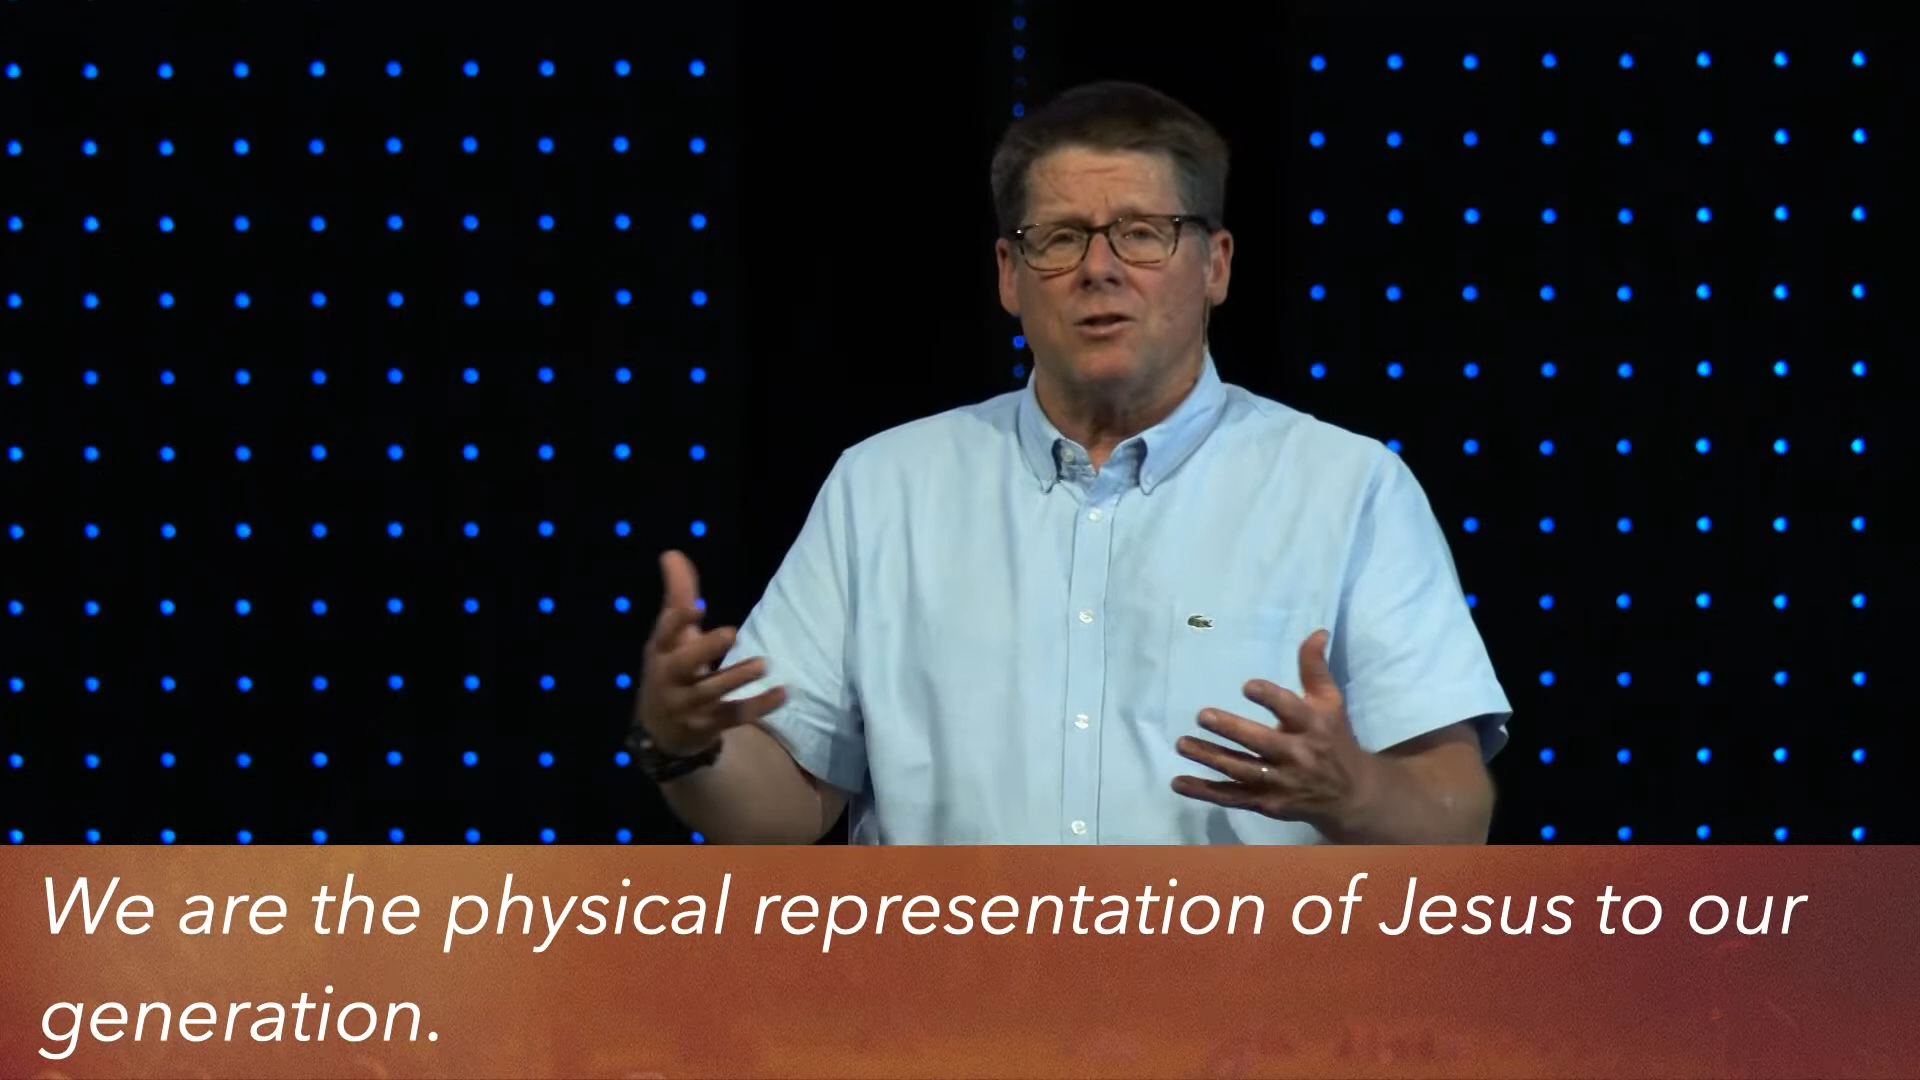 We are the physical representation of Jesus to our
generation.